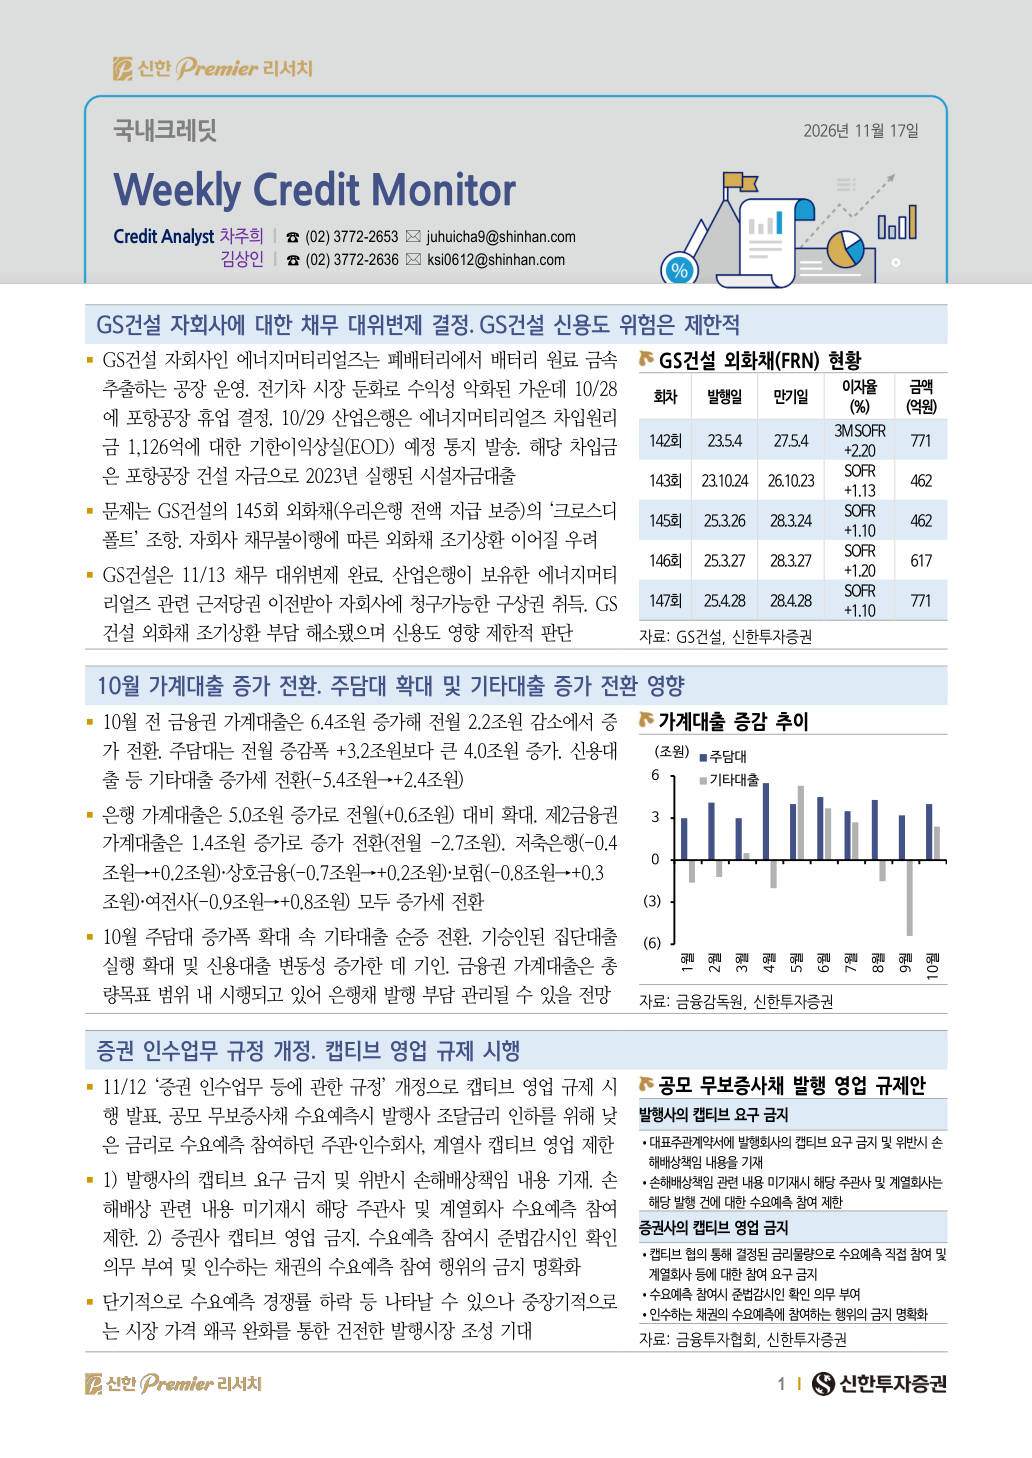 신한 Premier 리서치
국내크레딧
2026년 11월 17일
Weekly Credit Monitor
Credit Analyst 차주희 | ☎ (02) 3772-2653 ✉ juhuicha9@shinhan.com
김상인 | ☎ (02) 3772-2636 ✉ ksi0612@shinhan.com
%
GS건설 자회사에 대한 채무 대위변제 결정. GS건설 신용도 위험은 제한적
▪ GS건설 자회사인 에너지머티리얼즈는 폐배터리에서 배터리 원료 금속
추출하는 공장 운영. 전기차 시장 둔화로 수익성 악화된 가운데 10/28
에 포항공장 휴업 결정. 10/29 산업은행은 에너지머티리얼즈 차입원리
금 1,126억에 대한 기한이익상실(EOD) 예정 통지 발송. 해당 차입금
은 포항공장 건설 자금으로 2023년 실행된 시설자금대출
▪ 문제는 GS건설의 145회 외화채(우리은행 전액 지급 보증)의 ‘크로스디
폴트’ 조항. 자회사 채무불이행에 따른 외화채 조기상환 이어질 우려
▪ GS건설은 11/13 채무 대위변제 완료. 산업은행이 보유한 에너지머티
리얼즈 관련 근저당권 이전받아 자회사에 청구가능한 구상권 취득. GS
건설 외화채 조기상환 부담 해소됐으며 신용도 영향 제한적 판단
GS건설 외화채(FRN) 현황
회차 발행일 만기일 이자율 (%) 금액 (억원)
142회 23.5.4 27.5.4 3M SOFR +2.20 771
143회 23.10.24 26.10.23 SOFR +1.13 462
145회 25.3.26 28.3.24 SOFR +1.10 462
146회 25.3.27 28.3.27 SOFR +1.20 617
147회 25.4.28 28.4.28 SOFR +1.10 771
자료: GS건설, 신한투자증권
10월 가계대출 증가 전환. 주담대 확대 및 기타대출 증가 전환 영향
▪ 10월 전 금융권 가계대출은 6.4조원 증가해 전월 2.2조원 감소에서 증
가 전환. 주담대는 전월 증감폭 +3.2조원보다 큰 4.0조원 증가. 신용대
출 등 기타대출 증가세 전환(-5.4조원→+2.4조원)
▪ 은행 가계대출은 5.0조원 증가로 전월(+0.6조원) 대비 확대. 제2금융권
가계대출은 1.4조원 증가로 증가 전환(전월 -2.7조원). 저축은행(-0.4
조원→+0.2조원)·상호금융(-0.7조원→+0.2조원)·보험(-0.8조원→+0.3
조원)·여전사(-0.9조원→+0.8조원) 모두 증가세 전환
▪ 10월 주담대 증가폭 확대 속 기타대출 순증 전환. 기승인된 집단대출
실행 확대 및 신용대출 변동성 증가한 데 기인. 금융권 가계대출은 총
량목표 범위 내 시행되고 있어 은행채 발행 부담 관리될 수 있을 전망
가계대출 증감 추이
(조원)
주담대
기타대출
6
3
0
(3)
(6)
1월 2월 3월 4월 5월 6월 7월 8월 9월 10월
자료: 금융감독원, 신한투자증권
증권 인수업무 규정 개정. 캡티브 영업 규제 시행
▪ 11/12 ‘증권 인수업무 등에 관한 규정’ 개정으로 캡티브 영업 규제 시
행 발표. 공모 무보증사채 수요예측시 발행사 조달금리 인하를 위해 낮
은 금리로 수요예측 참여하던 주관·인수회사, 계열사 캡티브 영업 제한
▪ 1) 발행사의 캡티브 요구 금지 및 위반시 손해배상책임 내용 기재. 손
해배상 관련 내용 미기재시 해당 주관사 및 계열회사 수요예측 참여
제한. 2) 증권사 캡티브 영업 금지. 수요예측 참여시 준법감시인 확인
의무 부여 및 인수하는 채권의 수요예측 참여 행위의 금지 명확화
▪ 단기적으로 수요예측 경쟁률 하락 등 나타날 수 있으나 중장기적으로
는 시장 가격 왜곡 완화를 통한 건전한 발행시장 조성 기대
공모 무보증사채 발행 영업 규제안
발행사의 캡티브 요구 금지
•대표주관계약서에 발행회사의 캡티브 요구 금지 및 위반시 손
해배상책임 내용을 기재
•손해배상책임 관련 내용 미기재시 해당 주관사 및 계열회사는
해당 발행 건에 대한 수요예측 참여 제한
증권사의 캡티브 영업 금지
•캡티브 협의 통해 결정된 금리물량으로 수요예측 직접 참여 및
계열회사 등에 대한 참여 요구 금지
•수요예측 참여시 준법감시인 확인 의무 부여
•인수하는 채권의 수요예측에 참여하는 행위의 금지 명확화
자료: 금융투자협회, 신한투자증권
신한 Premier 리서치
1 | 신한투자증권